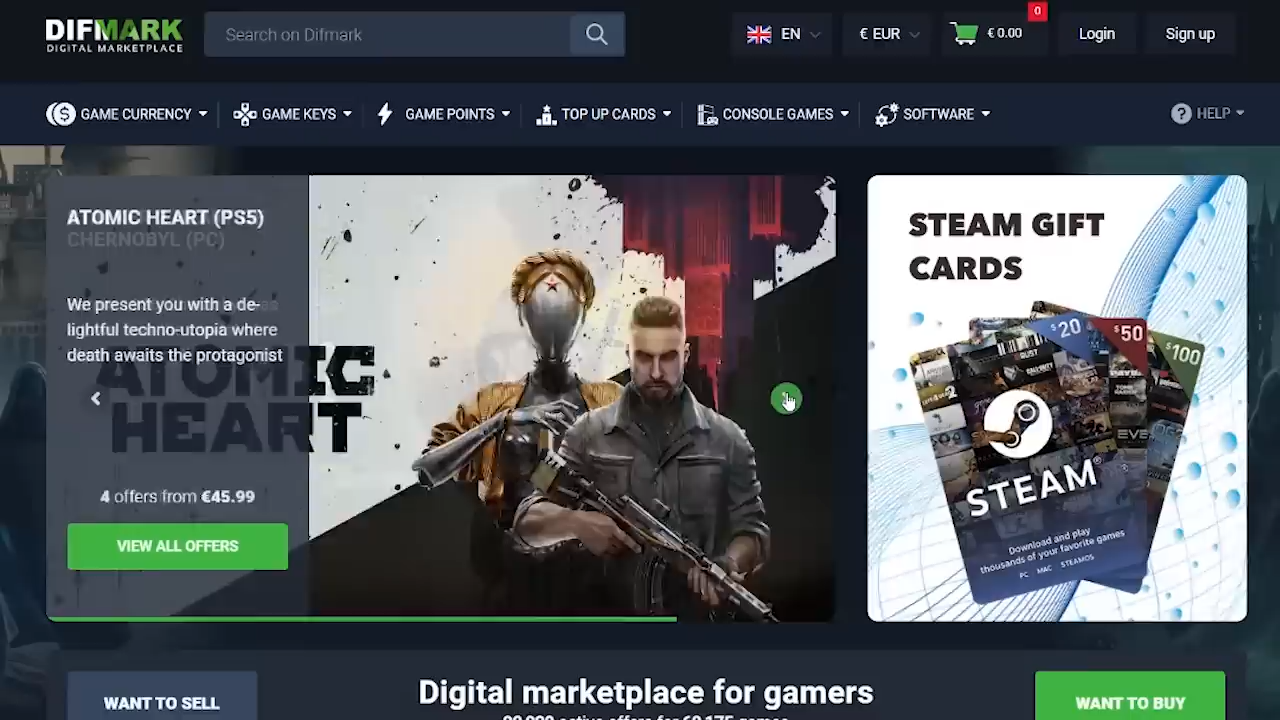 DIFMARK
DIGITAL MARKETPLACE
Search on Difmark
EN
€ EUR
0
€ 0.00
Login
Sign up
GAME CURRENCY
GAME KEYS
GAME POINTS
TOP UP CARDS
CONSOLE GAMES
SOFTWARE
HELP
ATOMIC HEART (PS5)
CHERNOBYL (PC)
We present you with a de-
lightful techno-utopia where
death awaits the protagonist
ATOMIC
HEART
4 offers from €45.99
VIEW ALL OFFERS
STEAM GIFT
CARDS
$20
$50
$100
STEAM®
Download and play
thousands of your favorite games
PC MAC STEAMOS
WANT TO SELL
Digital marketplace for gamers
WANT TO BUY